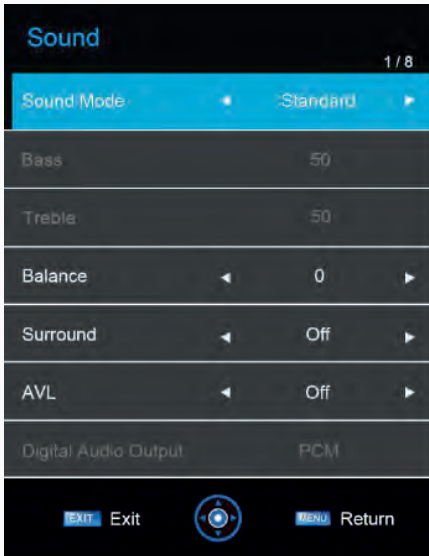 Sound
1/8
Sound Mode Standard
Bass 50
Treble 50
Balance 0
Surround Off
AVL Off
Digital Audio Output PCM
EXIT Exit MENU Return